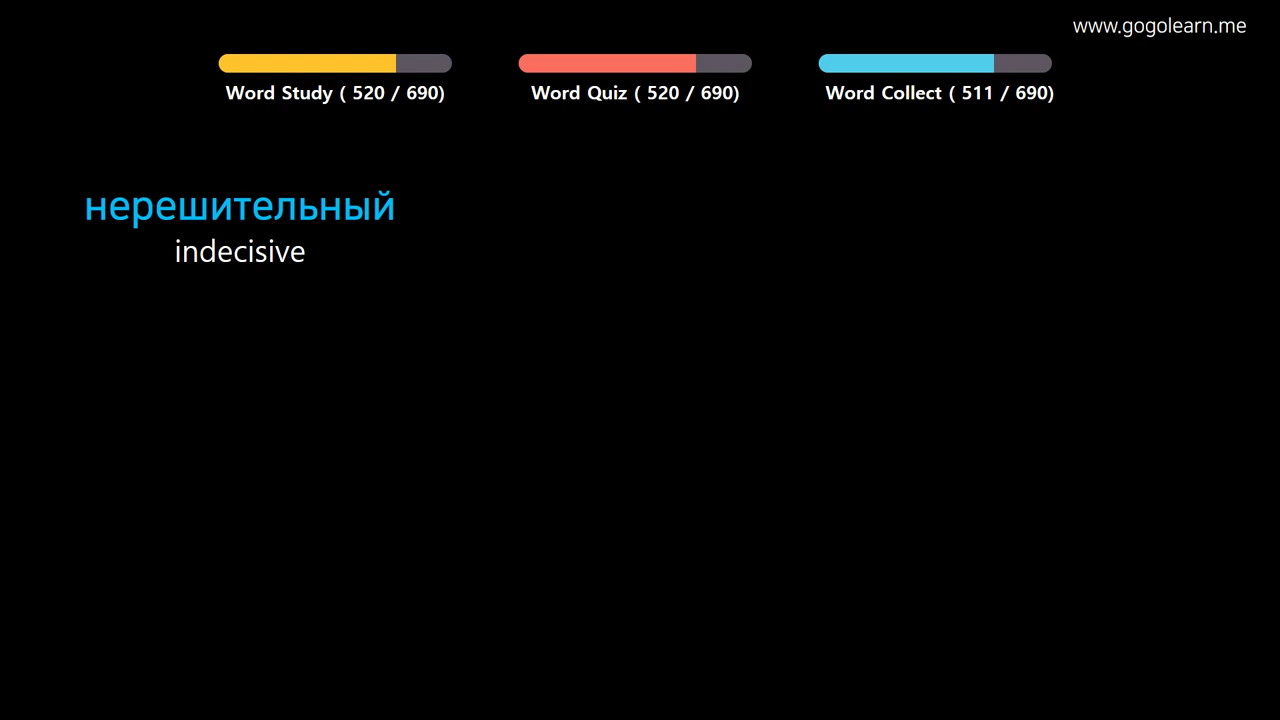 www.gogolearn.me
Word Study ( 520 / 690)
Word Quiz ( 520 / 690)
Word Collect ( 511 / 690)
нерешительный
indecisive